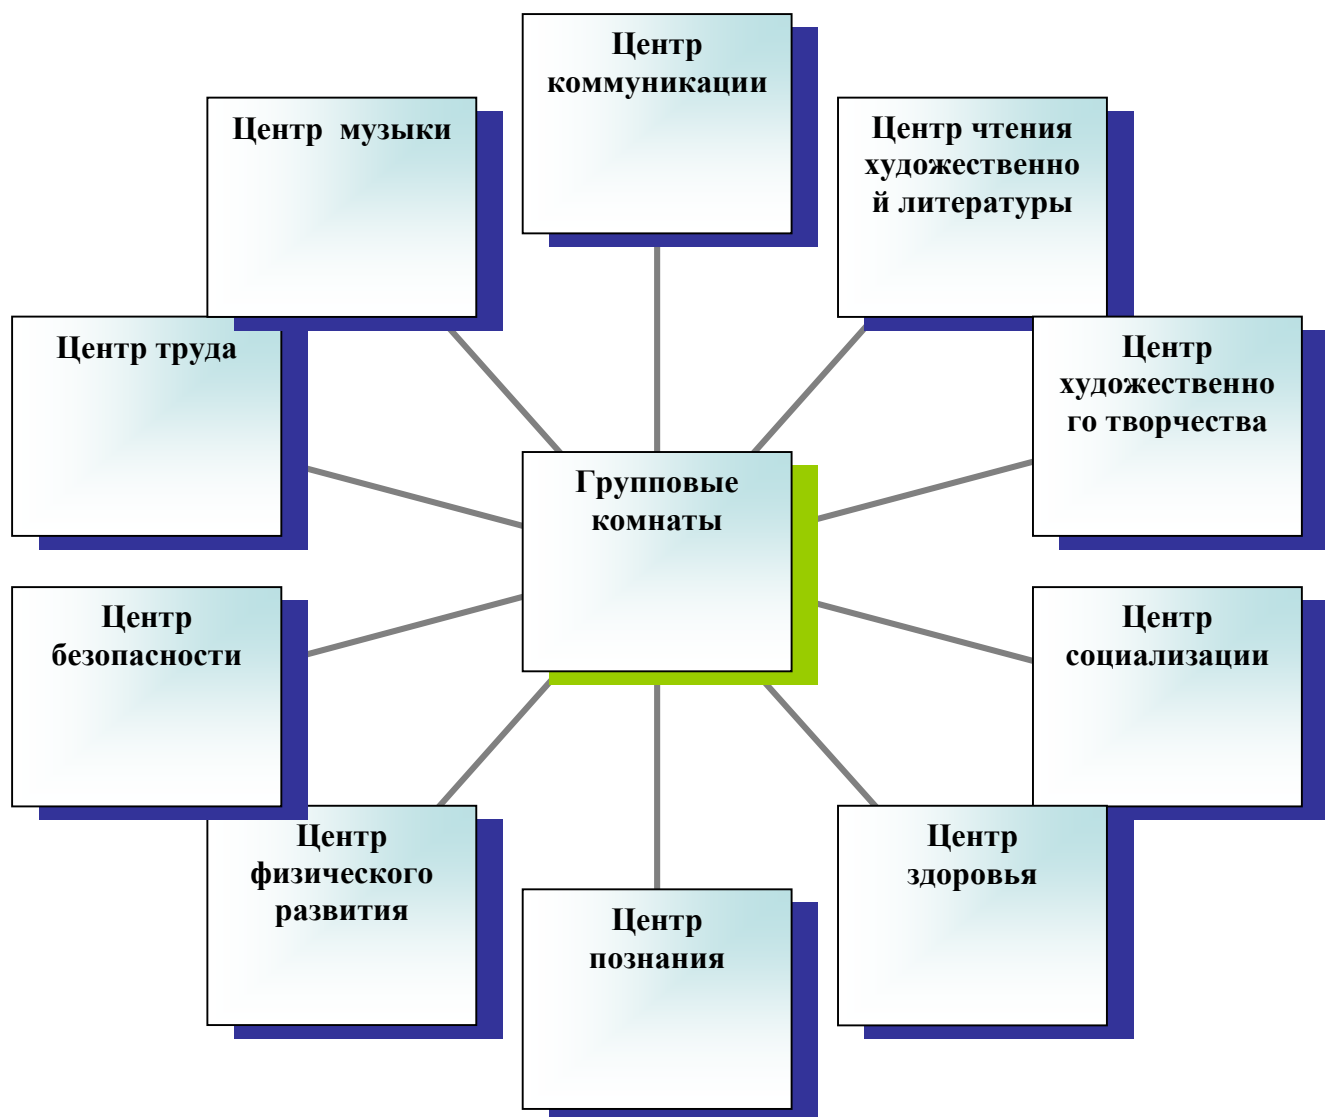 Центр
коммуникации
Центр  музыки
Центр чтения
художественно
й литературы
Центр труда
Центр
художественно
го творчества
Групповые
комнаты
Центр
безопасности
Центр
социализации
Центр
физического
развития
Центр
здоровья
Центр
познания